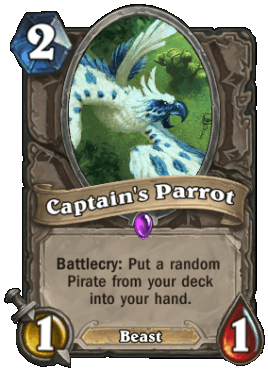 2
Captain's Parrot
Battlecry: Put a random
Pirate from your deck
into your hand.
1
Beast
1